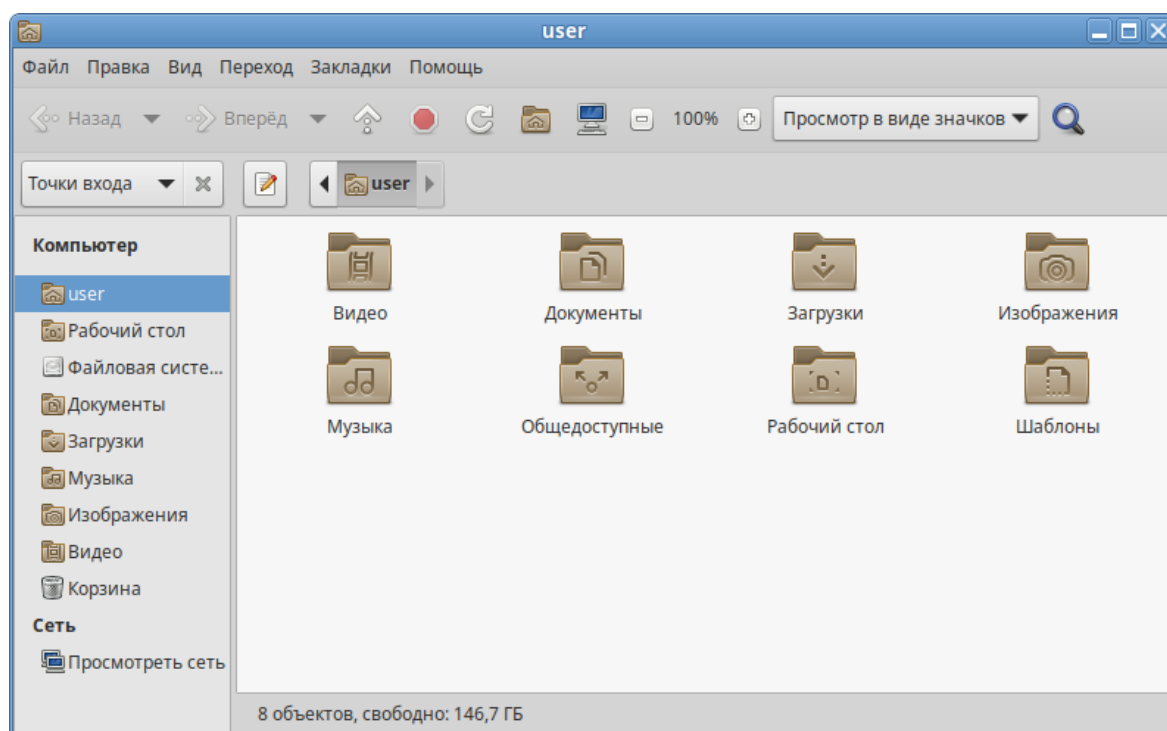 user
Файл Правка Вид Переход Закладки Помощь
Назад Вперёд 100% Просмотр в виде значков
Точки входа user
Компьютер
user
Рабочий стол
Файловая систе...
Документы
Загрузки
Музыка
Изображения
Видео
Корзина
Сеть
Просмотреть сеть
Видео Документы Загрузки Изображения
Музыка Общедоступные Рабочий стол Шаблоны
8 объектов, свободно: 146,7 ГБ